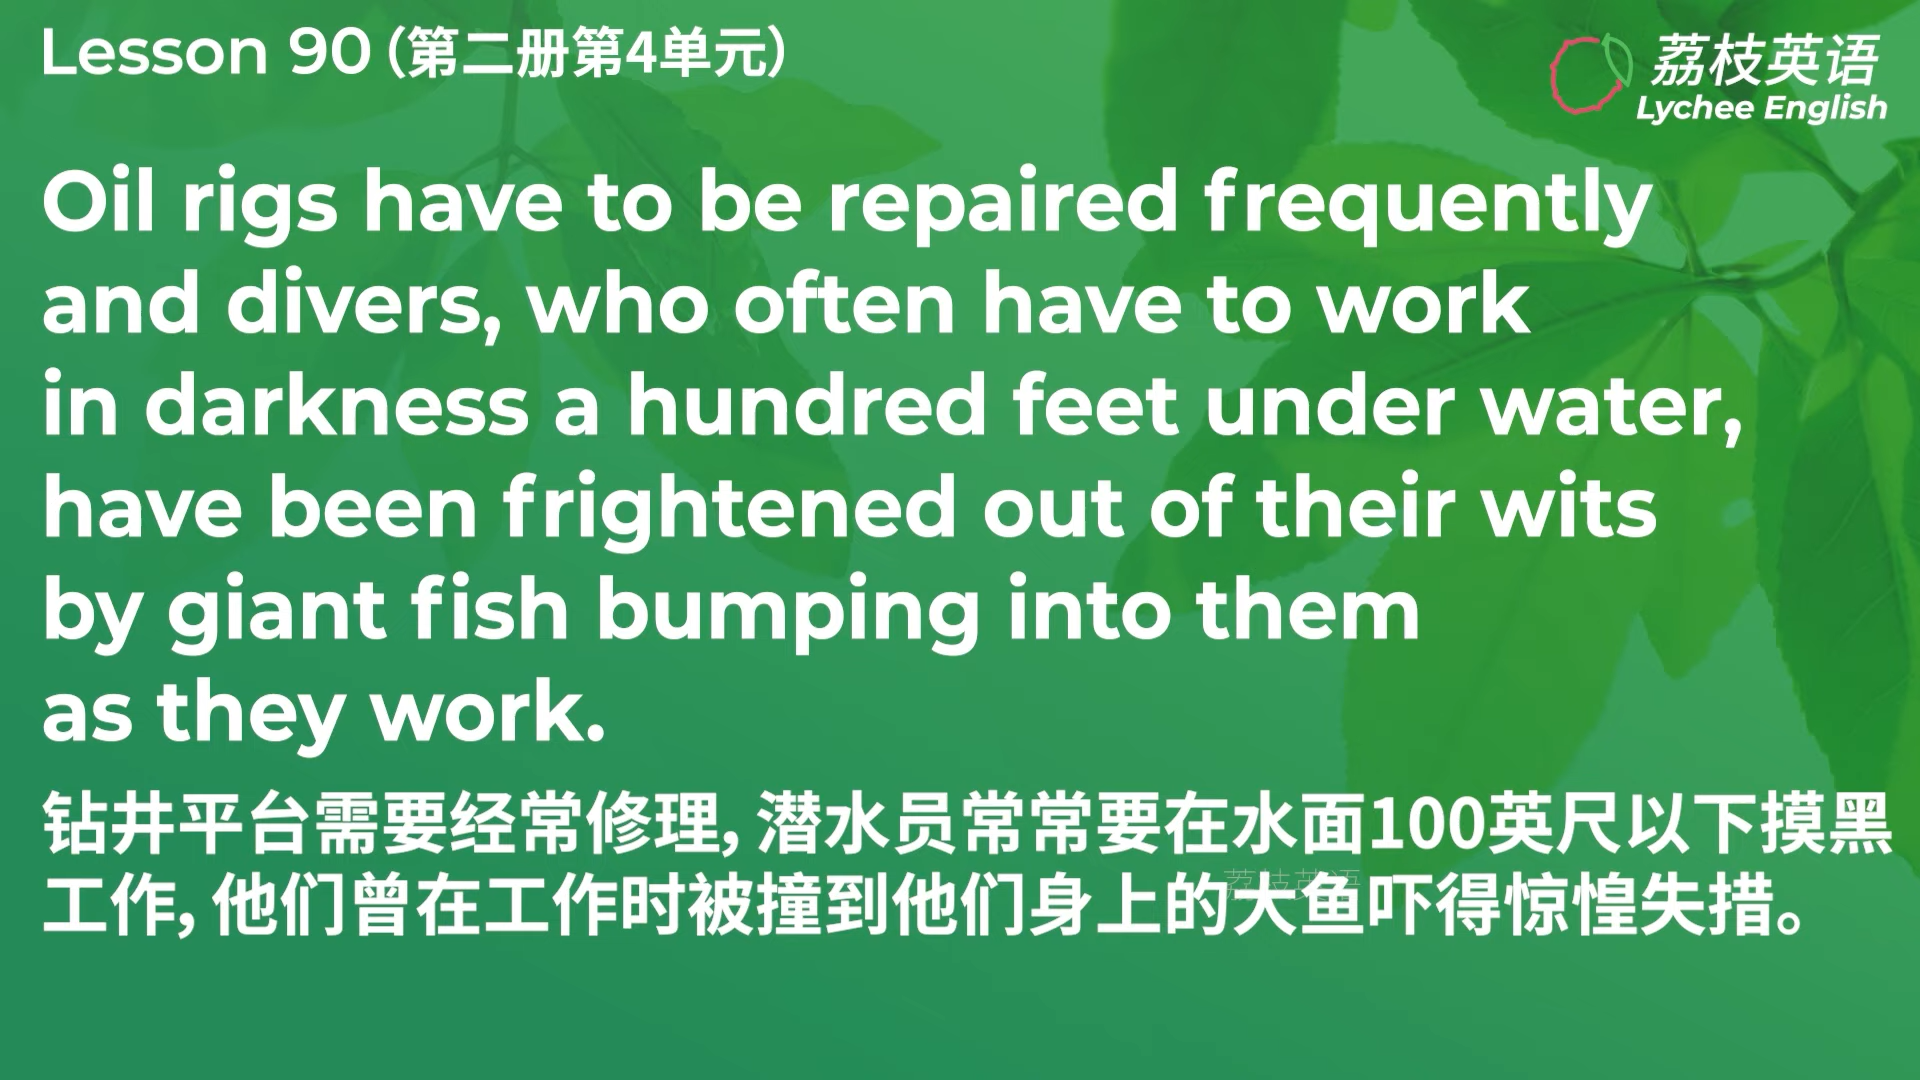 Lesson 90（第二册第4单元）
荔枝英语
Lychee English
Oil rigs have to be repaired frequently
and divers, who often have to work
in darkness a hundred feet under water,
have been frightened out of their wits
by giant fish bumping into them
as they work.
钻井平台需要经常修理, 潜水员常常要在水面100英尺以下摸黑
工作, 他们曾在工作时被撞到他们身上的大鱼吓得惊惶失措。
荔枝英语